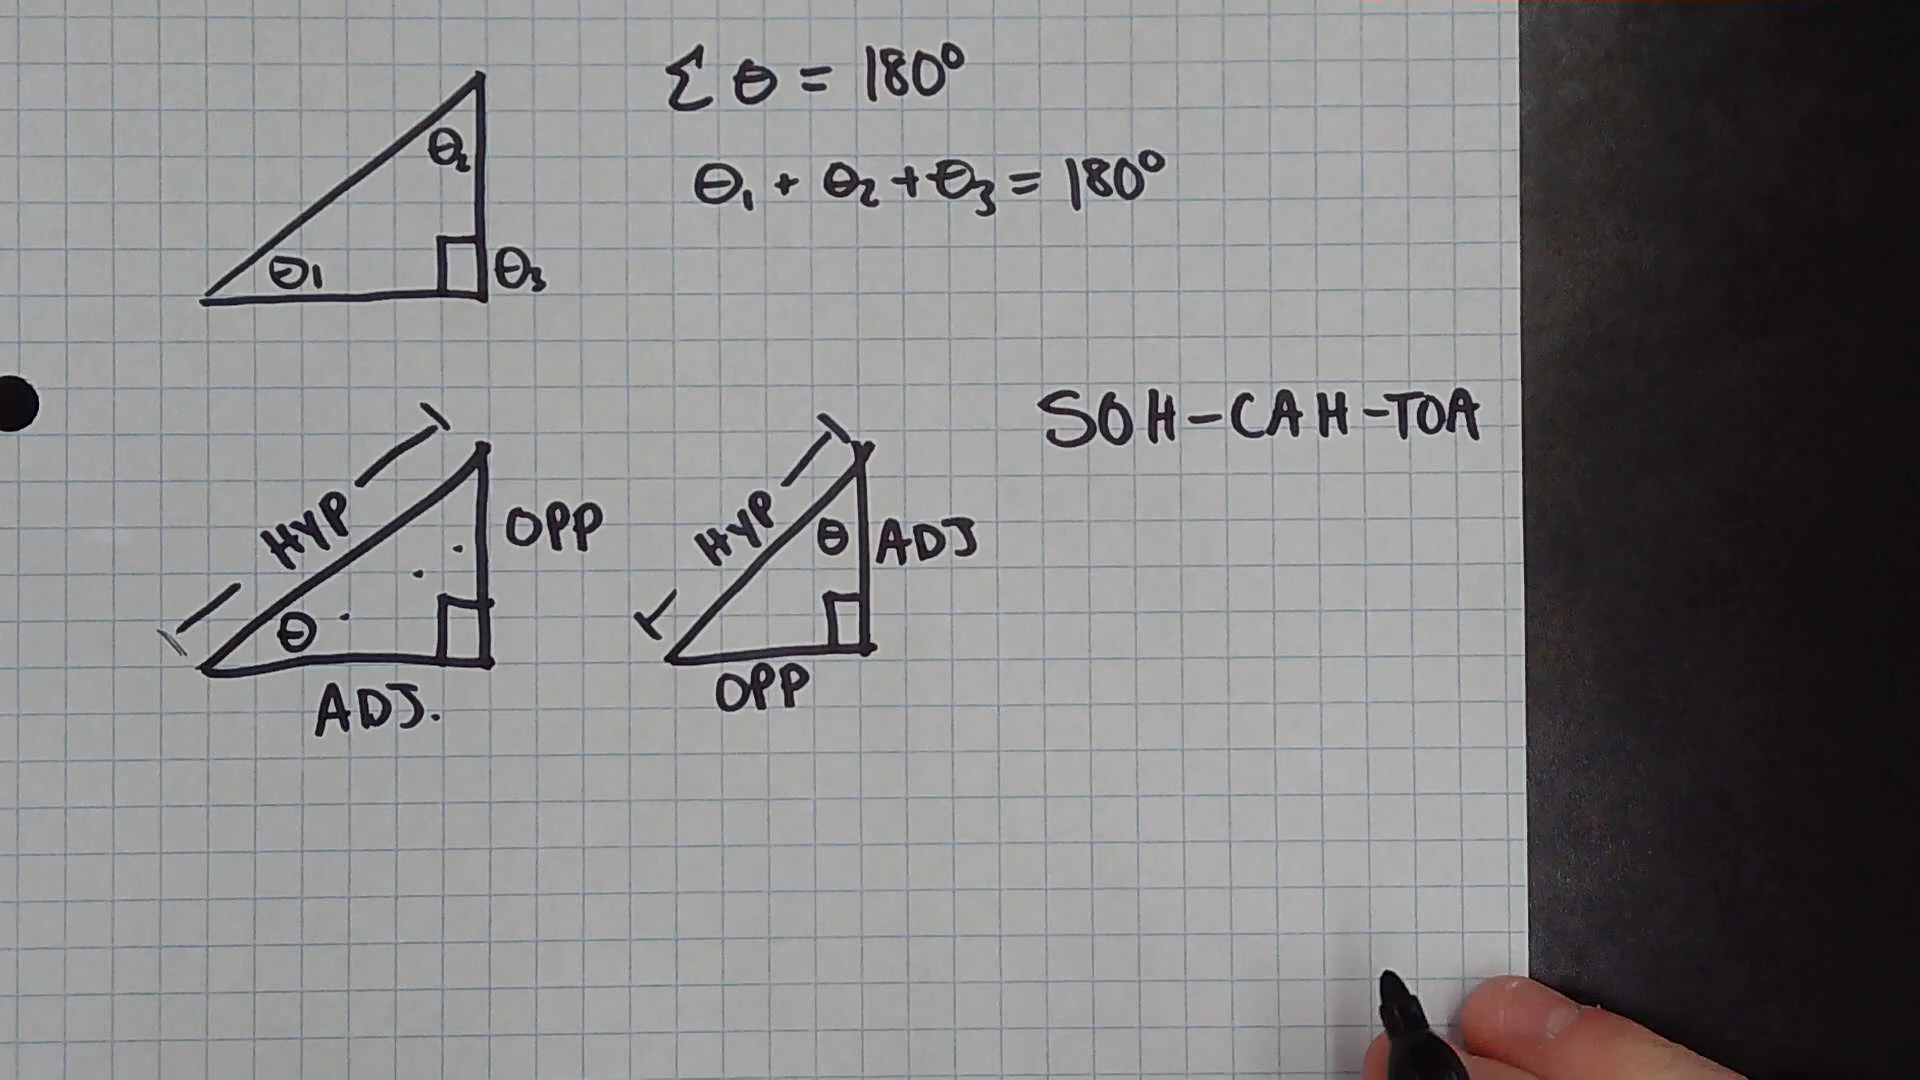 Σ θ = 180°
θ₁ + θ₂ + θ₃ = 180°
θ₂
θ₁
θ₃
SOH-CAH-TOA
HYP
OPP
θ
ADJ.
HYP
θ
ADJ
OPP